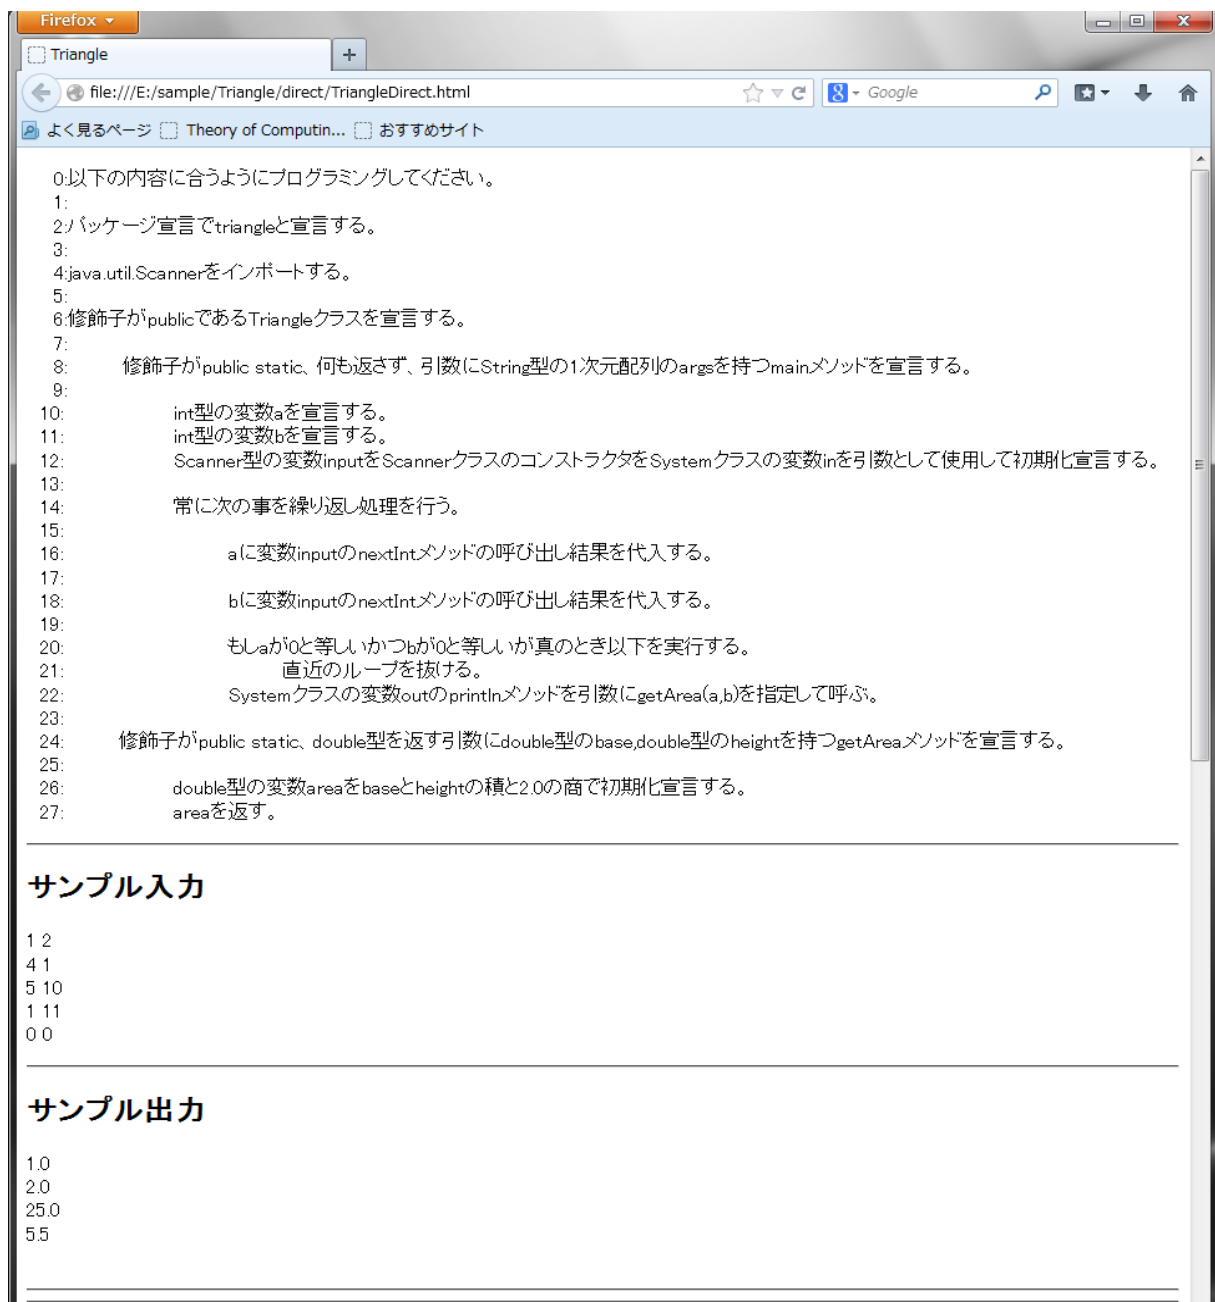 Firefox
Triangle
file:///E:/sample/Triangle/direct/TriangleDirect.html
Google
よく見るページ Theory of Computin... おすすめサイト
0:以下の内容に合うようにプログラミングしてください。
1:
2:パッケージ宣言でtriangleと宣言する。
3:
4:java.util.Scannerをインポートする。
5:
6:修飾子がpublicであるTriangleクラスを宣言する。
7:
8: 修飾子がpublic static、何も返さず、引数にString型の1次元配列のargsを持つmainメソッドを宣言する。
9:
10: int型の変数aを宣言する。
11: int型の変数bを宣言する。
12: Scanner型の変数inputをScannerクラスのコンストラクタをSystemクラスの変数inを引数として使用して初期化宣言する。
13:
14: 常に次の事を繰り返し処理を行う。
15:
16: aに変数inputのnextIntメソッドの呼び出し結果を代入する。
17:
18: bに変数inputのnextIntメソッドの呼び出し結果を代入する。
19:
20: もしaが0と等しいかつbが0と等しいが真のとき以下を実行する。
21: 直近のループを抜ける。
22: Systemクラスの変数outのprintlnメソッドを引数にgetArea(a,b)を指定して呼ぶ。
23:
24: 修飾子がpublic static、double型を返す引数にdouble型のbase,double型のheightを持つgetAreaメソッドを宣言する。
25:
26: double型の変数areaをbaseとheightの積と2.0の商で初期化宣言する。
27: areaを返す。
サンプル入力
1 2
4 1
5 10
1 11
0 0
サンプル出力
1.0
2.0
25.0
5.5